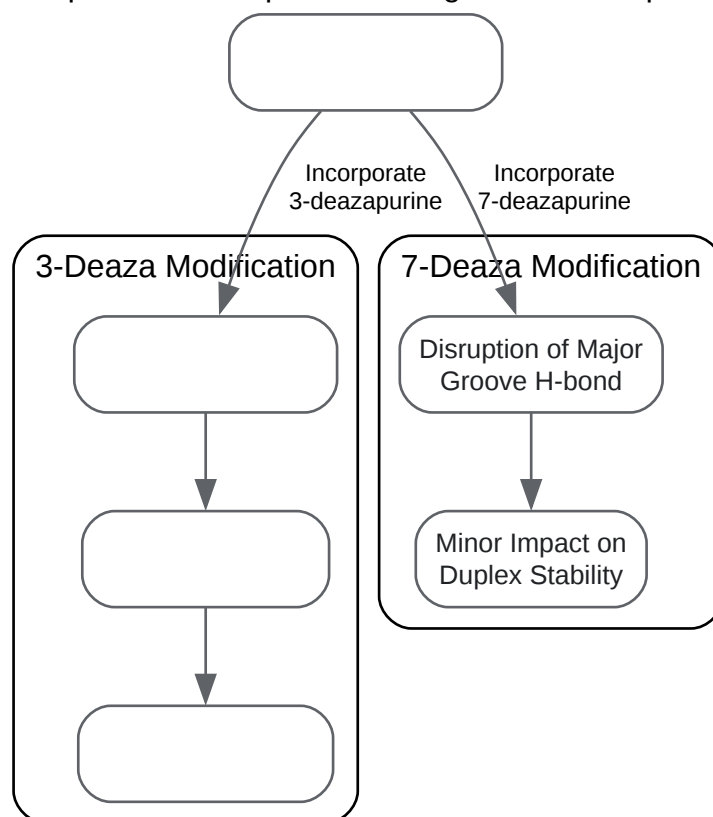 Incorporate
3-deazapurine
Incorporate
7-deazapurine
3-Deaza Modification
7-Deaza Modification
Disruption of Major
Groove H-bond
Minor Impact on
Duplex Stability